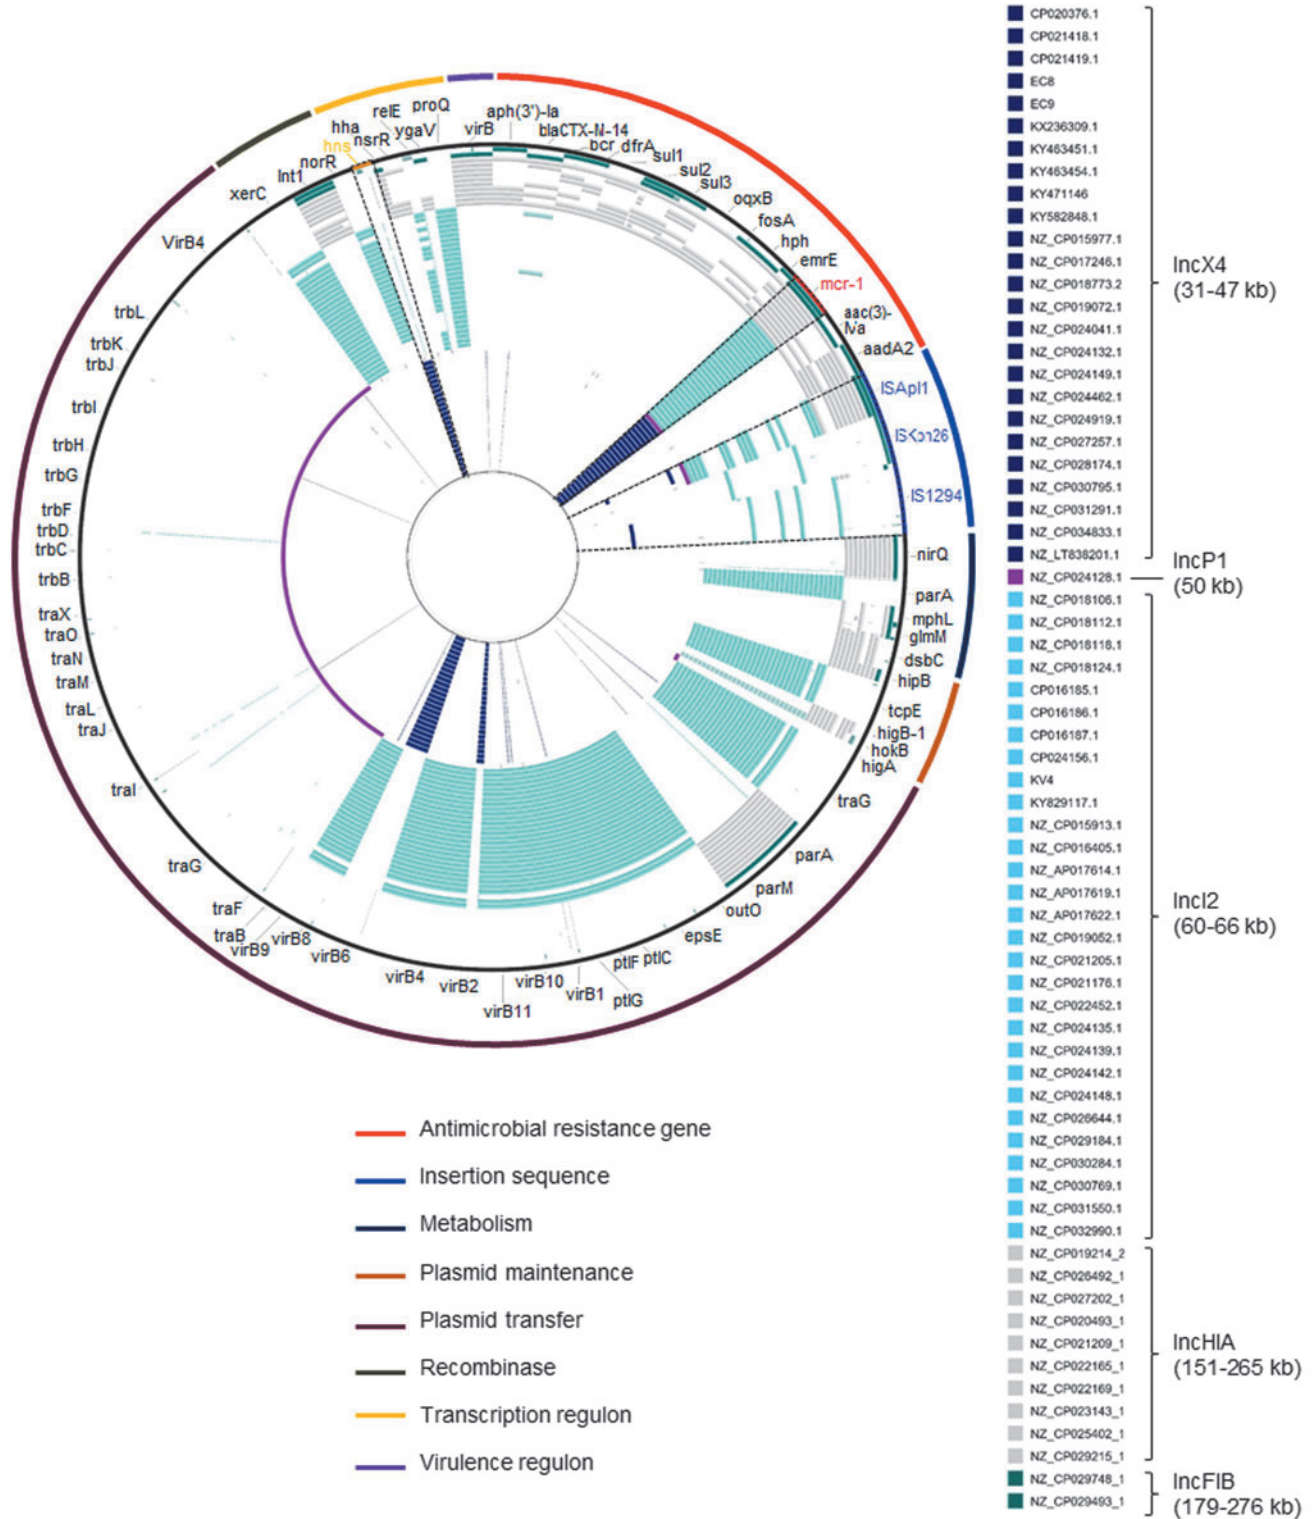 relE
proQ
hha
nsrR
ygaV
hns
norR
Int1
xerC
virB
aph(3')-Ia
blaCTX-M-14
bcr
dfrA
sul1
sul2
sul3
oqxB
fosA
hph
emrE
mcr-1
aac(3)-
IVa
aadA2
ISApl1
ISKpn26
IS1294
nirQ
parA
mphL
glmM
dsbC
hipB
tcpE
higB-1
hokB
higA
traG
parA
parM
outO
epsE
ptlC
ptlF
ptlG
virB1
virB10
virB11
virB2
virB4
virB6
virB8
virB9
traB
traF
traG
traI
traJ
traL
traM
traN
traO
traX
trbB
trbC
trbD
trbF
trbG
trbH
trbI
trbJ
trbK
trbL
VirB4
Antimicrobial resistance gene
Insertion sequence
Metabolism
Plasmid maintenance
Plasmid transfer
Recombinase
Transcription regulon
Virulence regulon
CP020376.1
CP021418.1
CP021419.1
EC8
EC9
KX236309.1
KY463451.1
KY463454.1
KY471146
KY582848.1
NZ_CP015977.1
NZ_CP017246.1
NZ_CP018773.2
NZ_CP019072.1
NZ_CP024041.1
NZ_CP024132.1
NZ_CP024149.1
NZ_CP024462.1
NZ_CP024919.1
NZ_CP027257.1
NZ_CP028174.1
NZ_CP030795.1
NZ_CP031291.1
NZ_CP034833.1
NZ_LT838201.1
IncX4
(31-47 kb)
NZ_CP024128.1
IncP1
(50 kb)
NZ_CP018106.1
NZ_CP018112.1
NZ_CP018118.1
NZ_CP018124.1
CP016185.1
CP016186.1
CP016187.1
CP024156.1
KV4
KY829117.1
NZ_CP015913.1
NZ_CP016405.1
NZ_AP017614.1
NZ_AP017619.1
NZ_AP017622.1
NZ_CP019052.1
NZ_CP021205.1
NZ_CP021176.1
NZ_CP022452.1
NZ_CP024135.1
NZ_CP024139.1
NZ_CP024142.1
NZ_CP024148.1
NZ_CP026644.1
NZ_CP029184.1
NZ_CP030284.1
NZ_CP030769.1
NZ_CP031550.1
NZ_CP032990.1
IncI2
(60-66 kb)
NZ_CP019214_2
NZ_CP026492_1
NZ_CP027202_1
NZ_CP020493_1
NZ_CP021209_1
NZ_CP022165_1
NZ_CP022169_1
NZ_CP023143_1
NZ_CP025402_1
NZ_CP029215_1
IncHIA
(151-265 kb)
NZ_CP029748_1
NZ_CP029493_1
IncFIB
(179-276 kb)